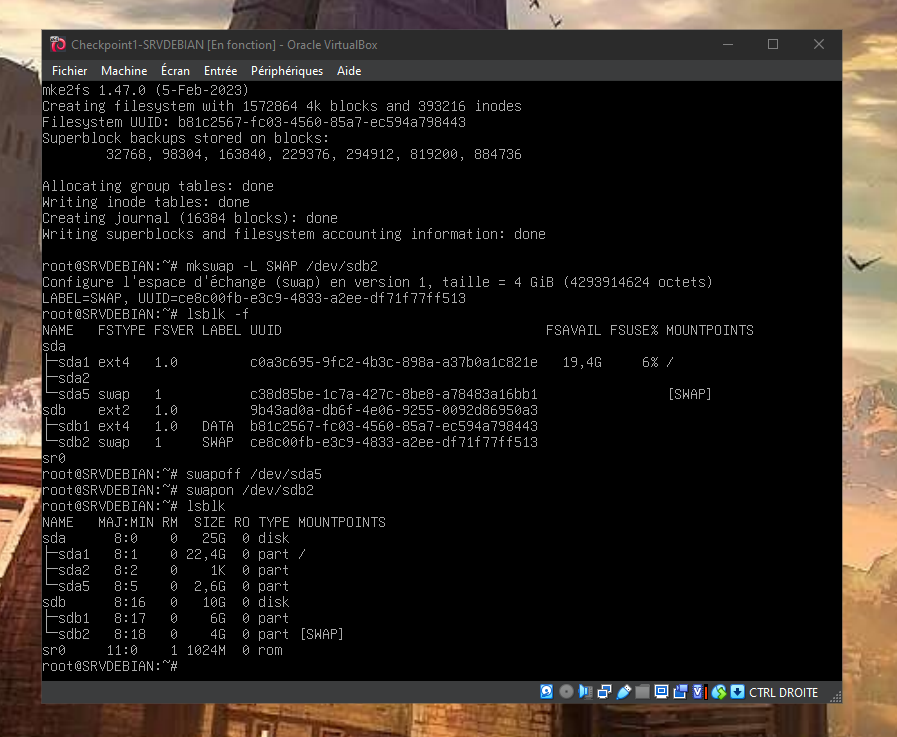 Checkpoint1-SRVDEBIAN [En fonction] - Oracle VirtualBox
Fichier Machine Écran Entrée Périphériques Aide
mke2fs 1.47.0 (5-Feb-2023)
Creating filesystem with 1572864 4k blocks and 393216 inodes
Filesystem UUID: b81c2567-fc03-4560-85a7-ec594a798443
Superblock backups stored on blocks:
        32768, 98304, 163840, 229376, 294912, 819200, 884736
Allocating group tables: done
Writing inode tables: done
Creating journal (16384 blocks): done
Writing superblocks and filesystem accounting information: done
root@SRVDEBIAN:~# mkswap -L SWAP /dev/sdb2
Configure l'espace d'échange (swap) en version 1, taille = 4 GiB (4293914624 octets)
LABEL=SWAP, UUID=ce8c00fb-e3c9-4833-a2ee-df71f77ff513
root@SRVDEBIAN:~# lsblk -f
NAME   FSTYPE FSVER LABEL UUID                                 FSAVAIL FSUSE% MOUNTPOINTS
sda
├─sda1 ext4   1.0         c0a3c695-9fc2-4b3c-898a-a37b0a1c821e   19,4G     6% /
├─sda2
└─sda5 swap   1           c38d85be-1c7a-427c-8be8-a78483a16bb1                [SWAP]
sdb    ext2   1.0         9b43ad0a-db6f-4e06-9255-0092d86950a3
├─sdb1 ext4   1.0   DATA  b81c2567-fc03-4560-85a7-ec594a798443
└─sdb2 swap   1     SWAP  ce8c00fb-e3c9-4833-a2ee-df71f77ff513
sr0
root@SRVDEBIAN:~# swapoff /dev/sda5
root@SRVDEBIAN:~# swapon /dev/sdb2
root@SRVDEBIAN:~# lsblk
NAME   MAJ:MIN RM  SIZE RO TYPE MOUNTPOINTS
sda      8:0    0   25G  0 disk
├─sda1   8:1    0 22,4G  0 part /
├─sda2   8:2    0    1K  0 part
└─sda5   8:5    0  2,6G  0 part
sdb      8:16   0   10G  0 disk
├─sdb1   8:17   0    6G  0 part
└─sdb2   8:18   0    4G  0 part [SWAP]
sr0     11:0    1 1024M  0 rom
root@SRVDEBIAN:~#
CTRL DROITE